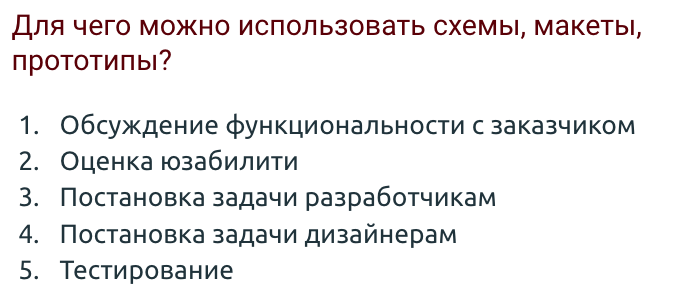 Для чего можно использовать схемы, макеты,
прототипы?
1. Обсуждение функциональности с заказчиком
2. Оценка юзабилити
3. Постановка задачи разработчикам
4. Постановка задачи дизайнерам
5. Тестирование